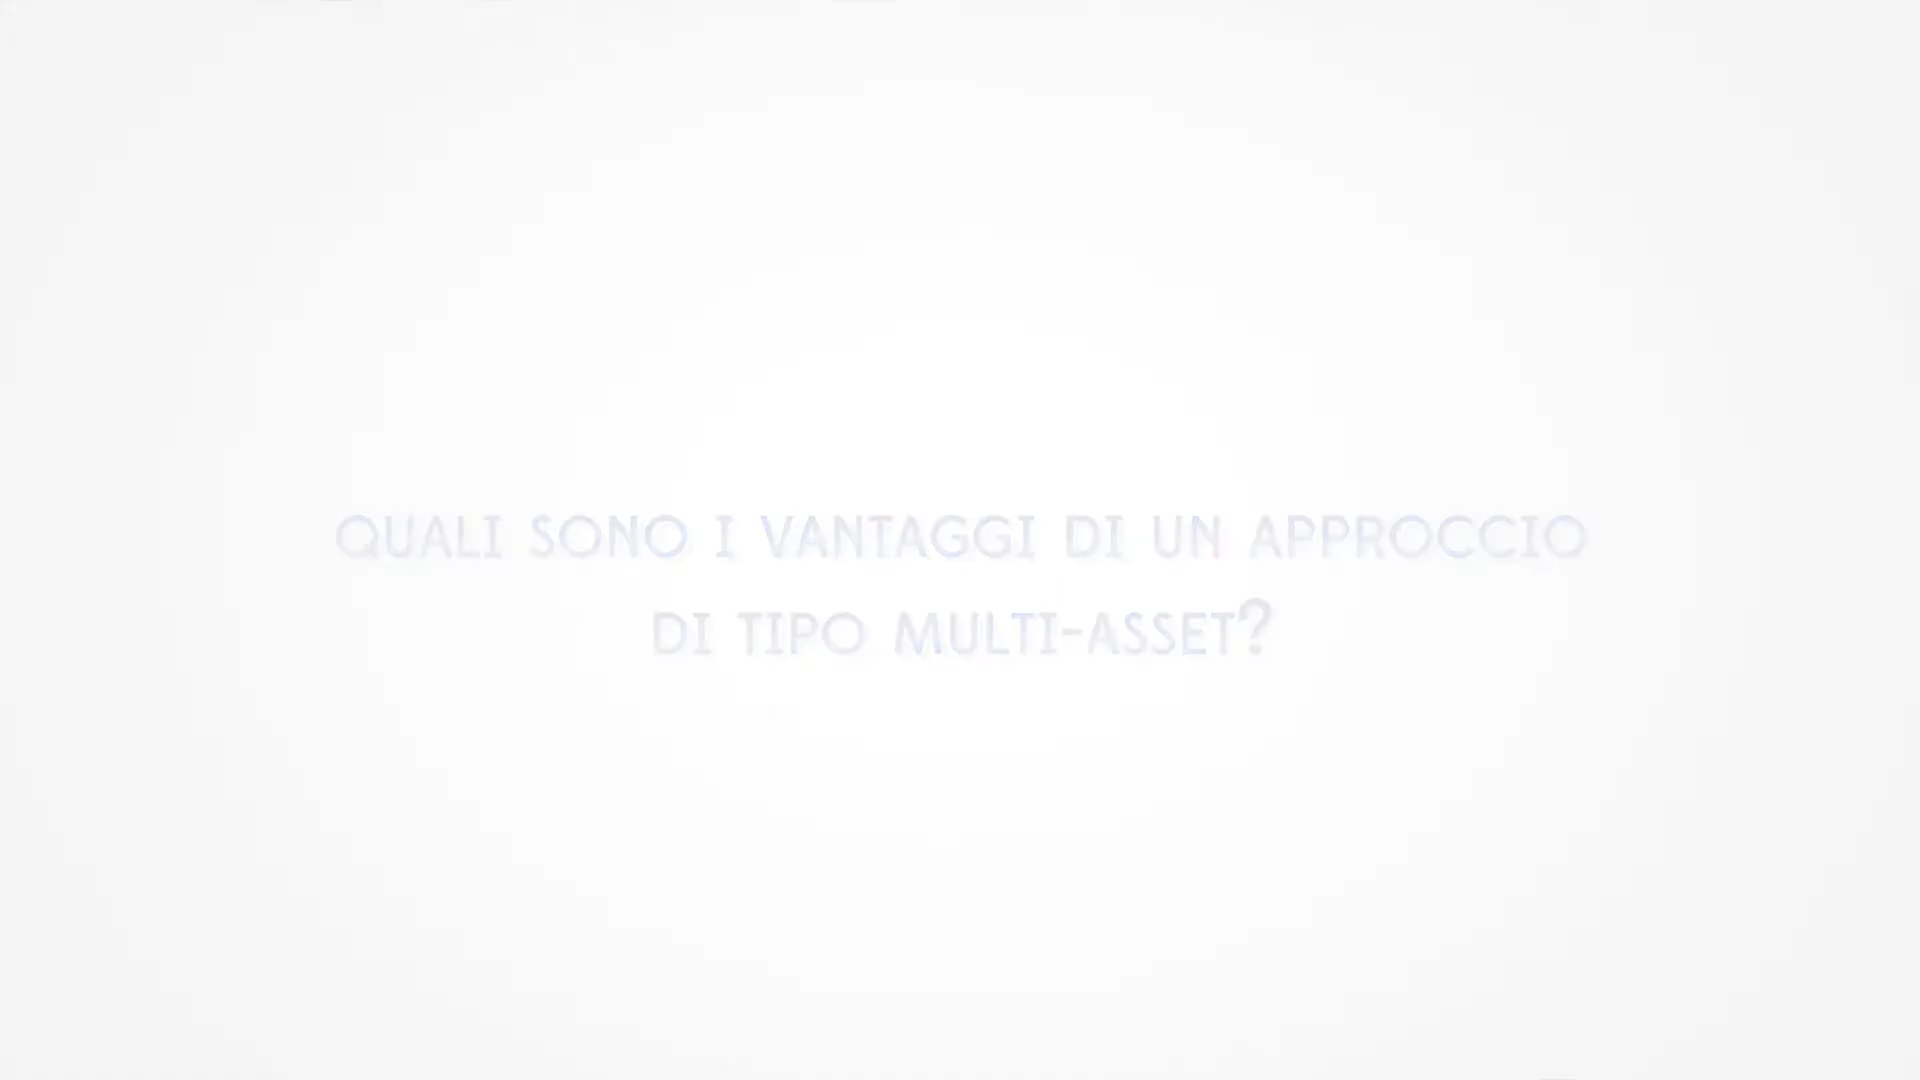 QUALI SONO I VANTAGGI DI UN APPROCCIO
DI TIPO MULTI-ASSET?